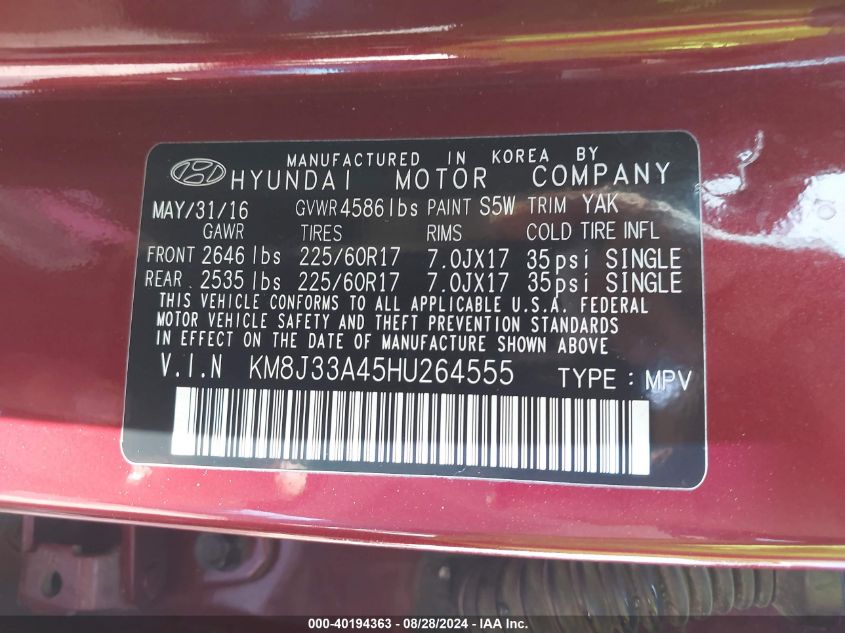 MANUFACTURED IN KOREA BY
HYUNDAI MOTOR COMPANY
MAY/31/16 GVWR 4586 lbs PAINT S5W TRIM YAK
GAWR TIRES RIMS COLD TIRE INFL
FRONT 2646 lbs 225/60R17 7.0JX17 35psi SINGLE
REAR 2535 lbs 225/60R17 7.0JX17 35psi SINGLE
THIS VEHICLE CONFORMS TO ALL APPLICABLE U.S.A. FEDERAL
MOTOR VEHICLE SAFETY AND THEFT PREVENTION STANDARDS
IN EFFECT ON THE DATE OF MANUFACTURE SHOWN ABOVE.
V.I.N KM8J33A45HU264555 TYPE : MPV
000-40194363 - 08/28/2024 - IAA Inc.